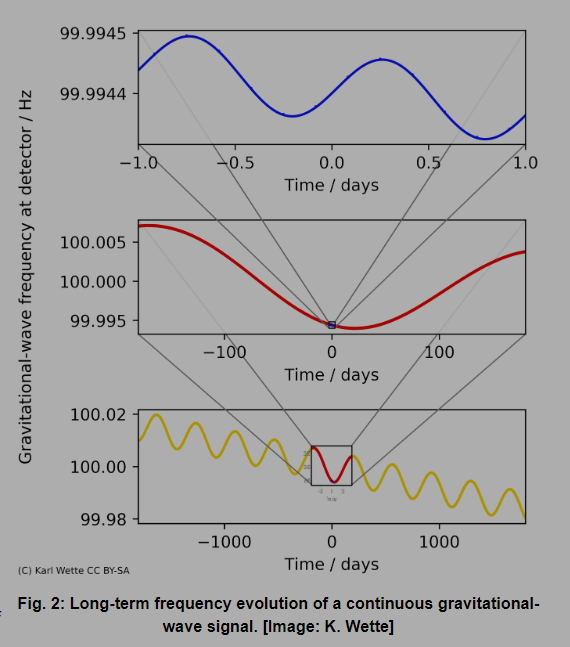 Gravitational-wave frequency at detector / Hz
99.9945
99.9944
−1.0 −0.5 0.0 0.5 1.0
Time / days
100.005
100.000
99.995
−100 0 100
Time / days
100.02
100.00
99.98
−1000 0 1000
Time / days
(C) Karl Wette CC BY-SA
Fig. 2: Long-term frequency evolution of a continuous gravitational-
wave signal. [Image: K. Wette]